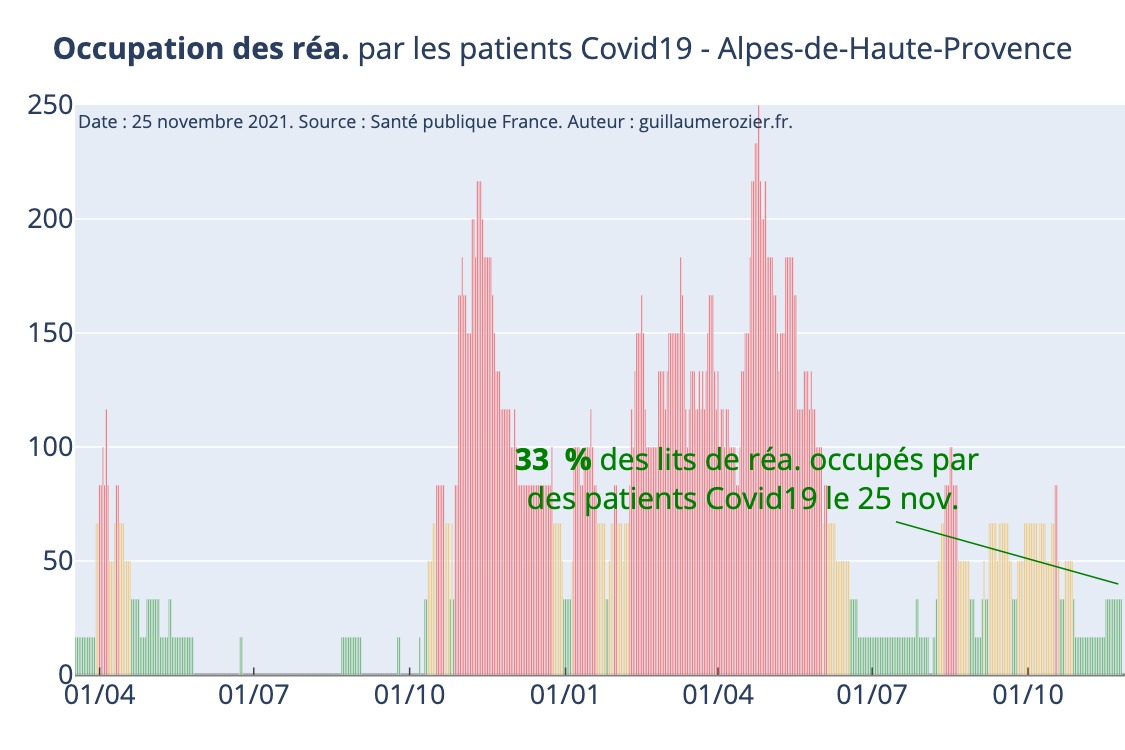 Occupation des réa. par les patients Covid19 - Alpes-de-Haute-Provence
250
Date : 25 novembre 2021. Source : Santé publique France. Auteur : guillaumerozier.fr.
200
150
100
33 % des lits de réa. occupés par
des patients Covid19 le 25 nov.
50
0
01/04 01/07 01/10 01/01 01/04 01/07 01/10